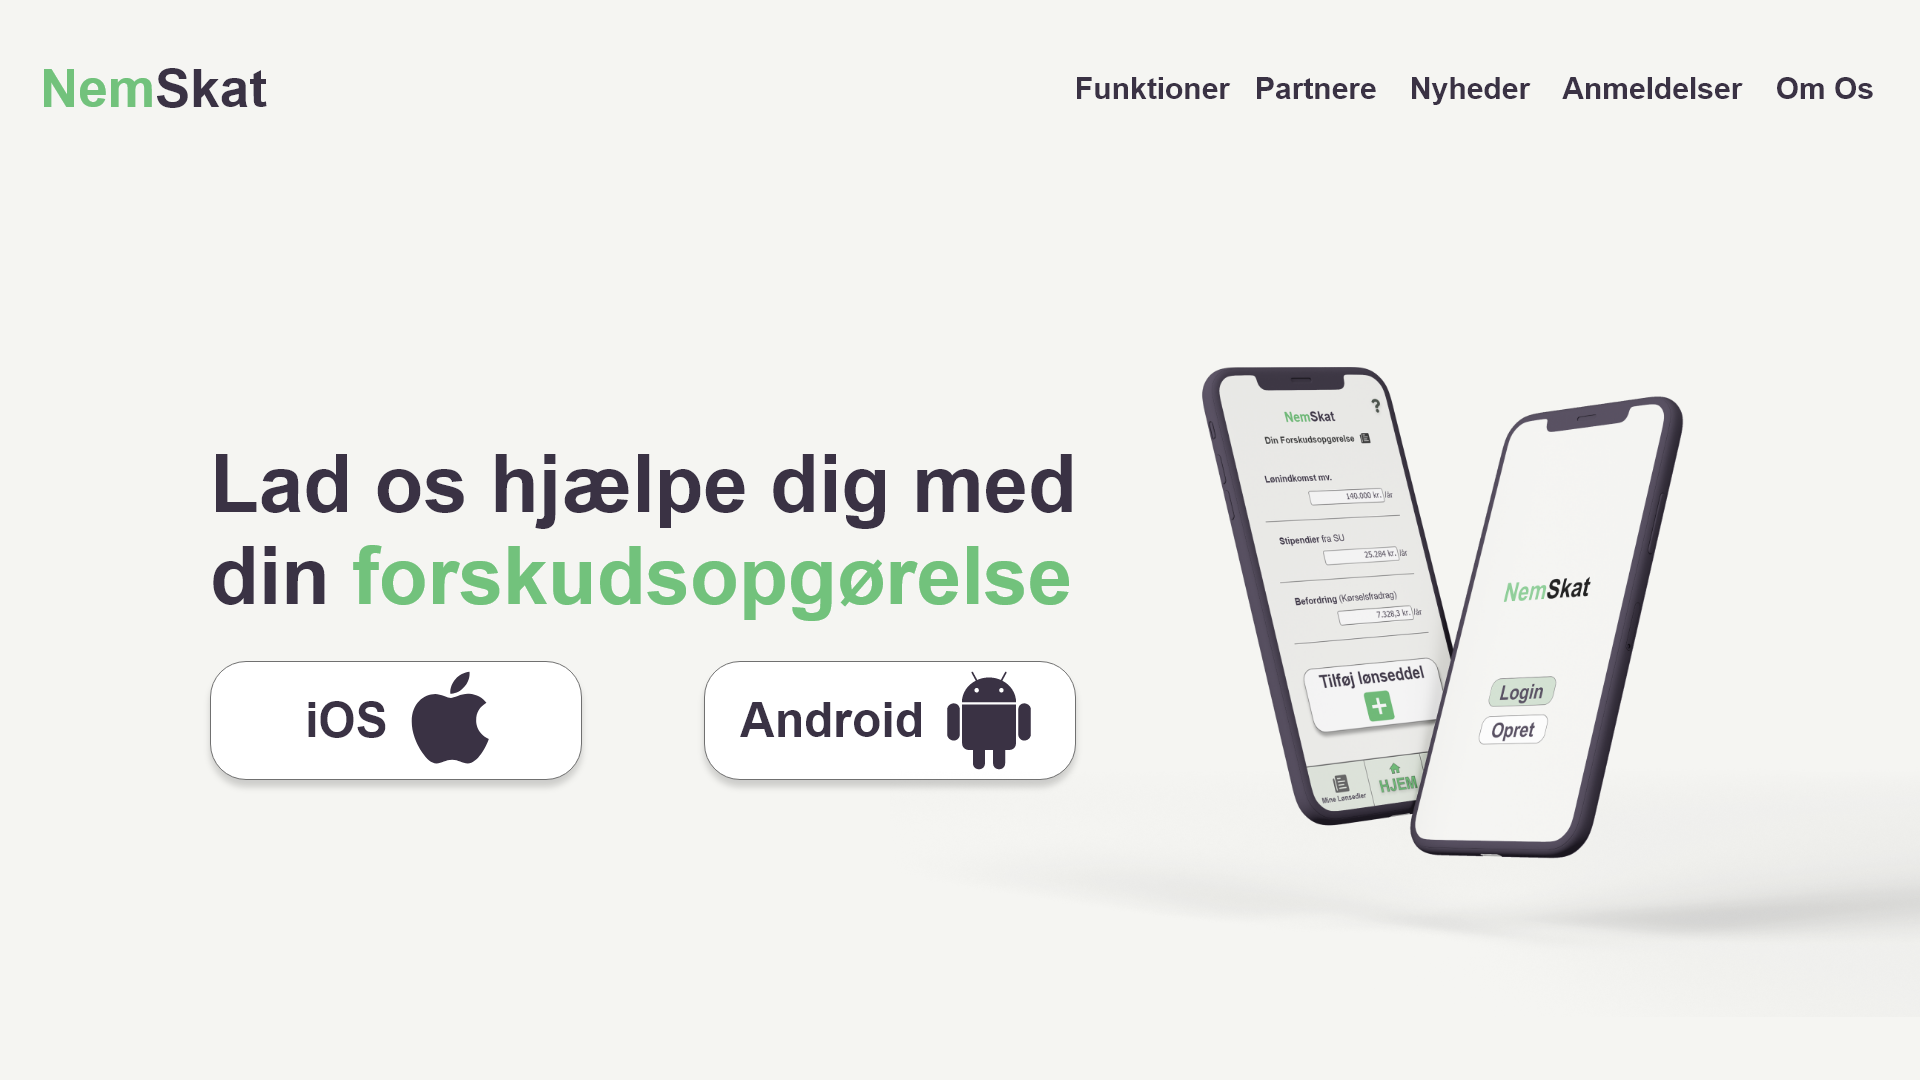 NemSkat
Funktioner Partnere Nyheder Anmeldelser Om Os
Lad os hjælpe dig med
din forskudsopgørelse
iOS
Android
NemSkat
?
Din Forskudsopgørelse
Lønindkomst mv.
140.000 kr. /år
Stipendier fra SU
25.284 kr. /år
Befordring (Kørselsfradrag)
7.328,3 kr. /år
Tilføj lønseddel
+
Mine Lønsedler
HJEM
NemSkat
Login
Opret